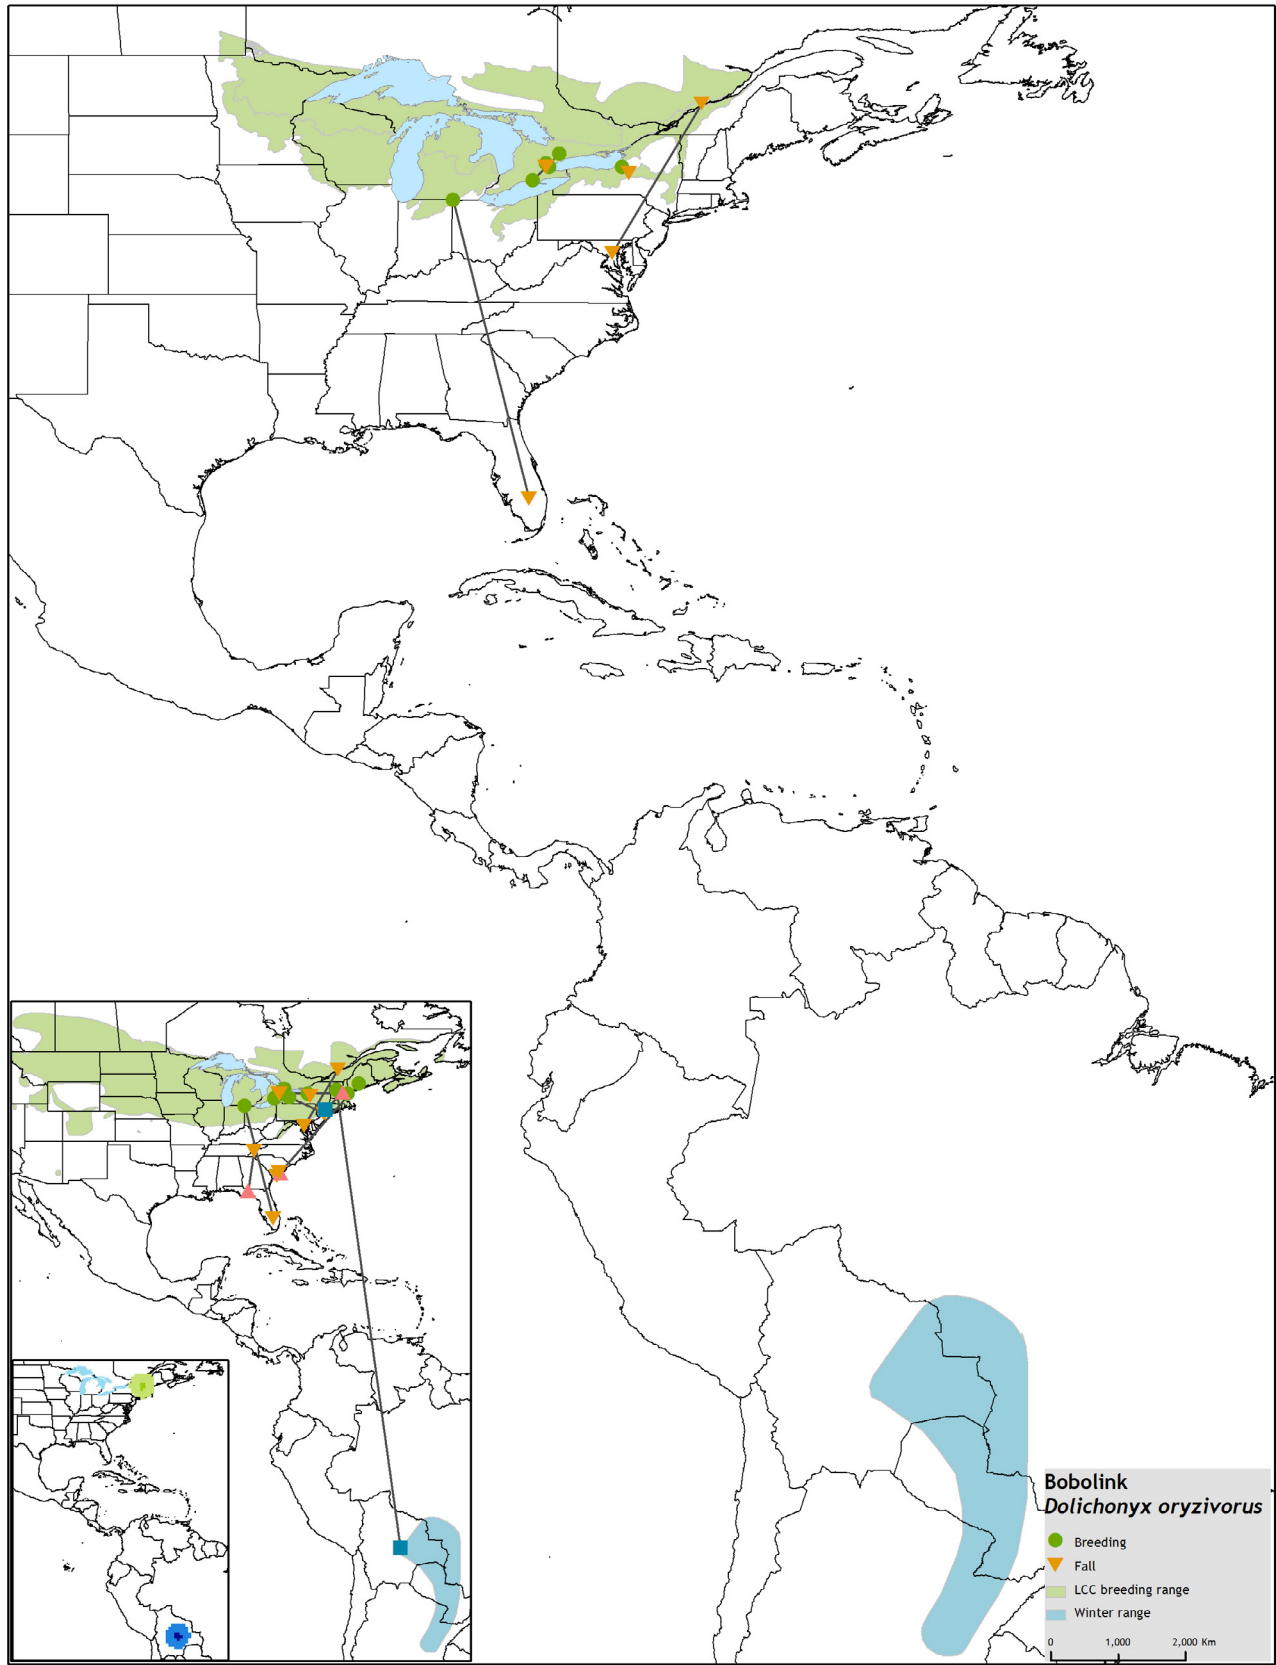 Bobolink
Dolichonyx oryzivorus
Breeding
Fall
LCC breeding range
Winter range
0 1,000 2,000 Km